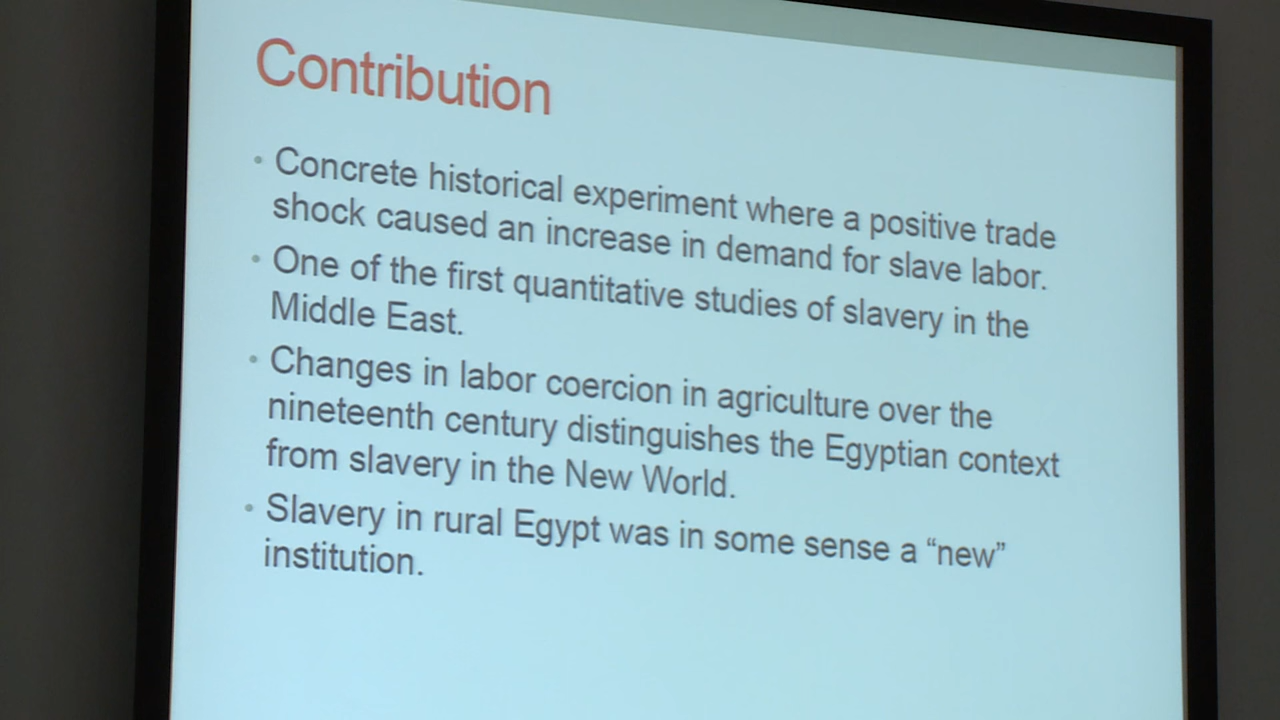 Contribution
• Concrete historical experiment where a positive trade
shock caused an increase in demand for slave labor.
• One of the first quantitative studies of slavery in the
Middle East.
• Changes in labor coercion in agriculture over the
nineteenth century distinguishes the Egyptian context
from slavery in the New World.
• Slavery in rural Egypt was in some sense a “new”
institution.